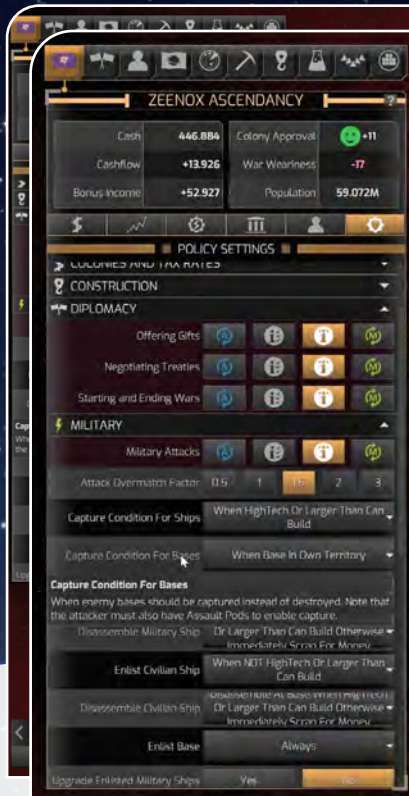 ZEENOX ASCENDANCY
?
Cash 446.884 Colony Approval +11
Cashflow +13.926 War Weariness -17
Bonus Income +52.927 Population 59.072M
POLICY SETTINGS
COLONIES AND TAX RATES
CONSTRUCTION
DIPLOMACY
Offering Gifts
Negotiating Treaties
Starting and Ending Wars
MILITARY
Military Attacks
Attack Overmatch Factor 0.5 1 1.5 2 3
Capture Condition For Ships When HighTech Or Larger Than Can
Build
Capture Condition For Bases When Base In Own Territory
Capture Condition For Bases
When enemy bases should be captured instead of destroyed. Note that
the attacker must also have Assault Pods to enable capture.
Disassemble Military Ship Or Larger Than Can Build Otherwise
Immediately Scrap For Money
Enlist Civilian Ship When NOT HighTech Or Larger Than
Can Build
Disassemble At Base When HighTech
Disassemble Civilian Ship Or Larger Than Can Build Otherwise
Immediately Scrap For Money
Enlist Base Always
Upgrade Enlisted Military Ships Yes No